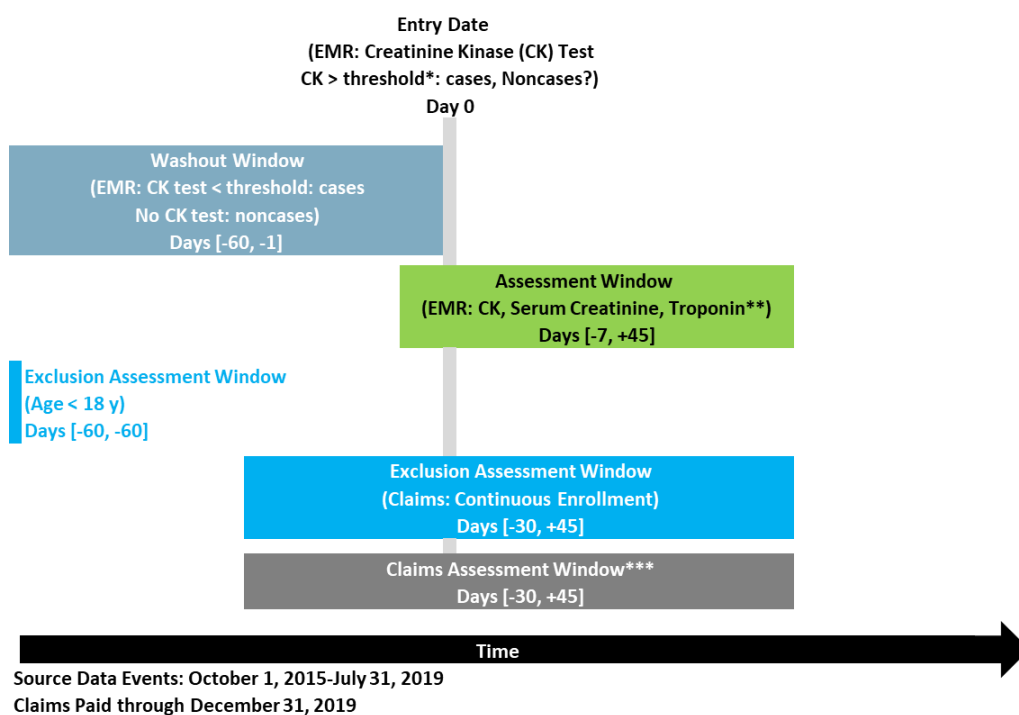 Entry Date
(EMR: Creatinine Kinase (CK) Test
CK > threshold*: cases, Noncases?)
Day 0
Washout Window
(EMR: CK test < threshold: cases
No CK test: noncases)
Days [-60, -1]
Assessment Window
(EMR: CK, Serum Creatinine, Troponin**)
Days [-7, +45]
Exclusion Assessment Window
(Age < 18 y)
Days [-60, -60]
Exclusion Assessment Window
(Claims: Continuous Enrollment)
Days [-30, +45]
Claims Assessment Window***
Days [-30, +45]
Time
Source Data Events: October 1, 2015-July 31, 2019
Claims Paid through December 31, 2019